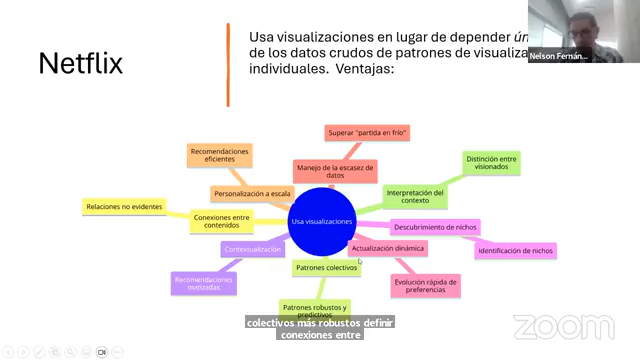 Netflix
Usa visualizaciones en lugar de depender
de los datos crudos de patrones de
individuales. Ventajas:
Nelson Fernán...
Superar "partida en frío"
Recomendaciones
eficientes
Manejo de la escasez de
datos
Distinción entre
visionados
Personalización a escala
Interpretación del
contexto
Relaciones no evidentes
Conexiones entre
contenidos
Usa visualizaciones
Descubrimiento de nichos
Contextualización
Actualización dinámica
Identificación de nichos
Patrones colectivos
Recomendaciones
matizadas
Evolución rápida de
preferencias
Patrones robustos y
predictivos
colectivos más robustos definir
conexiones entre
zoom